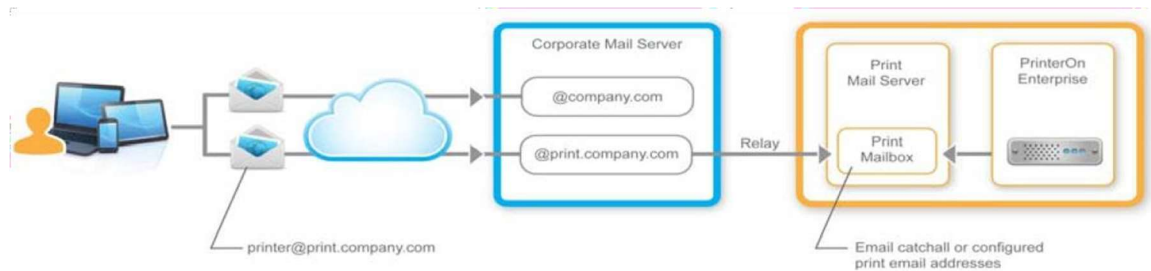 Corporate Mail Server
@company.com
@print.company.com
Relay
Print
Mail Server
Print
Mailbox
PrinterOn
Enterprise
printer@print.company.com
Email catchall or configured
print email addresses